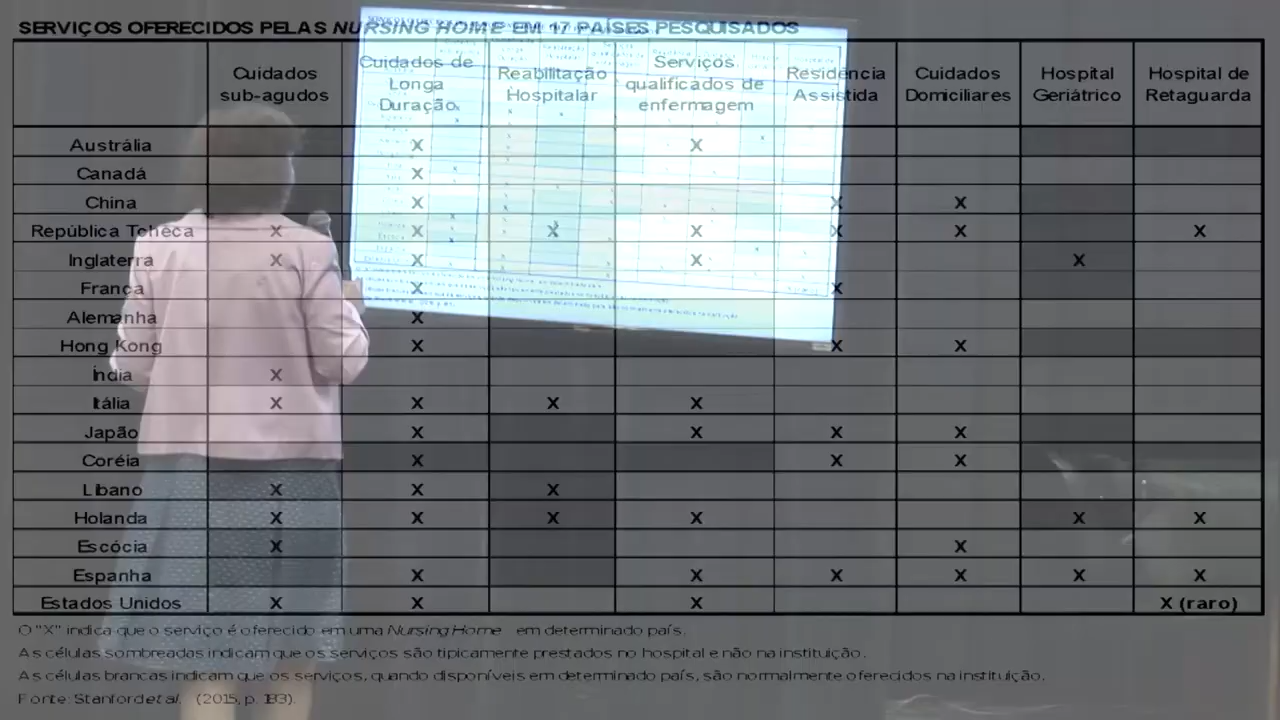 SERVIÇOS OFERECIDOS PELAS NURSING HOME EM 17 PAÍSES PESQUISADOS
Cuidados sub-agudos Cuidados de Longa Duração Reabilitação Hospitalar Serviços qualificados de enfermagem Residência Assistida Cuidados Domiciliares Hospital Geriátrico Hospital de Retaguarda
Austrália X X
Canadá X
China X X X
República Tcheca X X X X X X X
Inglaterra X X X X
França X X
Alemanha X
Hong Kong X X X
Índia X
Itália X X X X
Japão X X X X
Coréia X X X
Líbano X X X
Holanda X X X X X X
Escócia X X
Espanha X X X X X X
Estados Unidos X X X X (raro)
O "X" indica que o serviço é oferecido em uma Nursing Home em determinado país.
As células sombreadas indicam que os serviços são tipicamente prestados no hospital e não na instituição.
As células brancas indicam que os serviços, quando disponíveis em determinado país, são normalmente oferecidos na instituição.
Fonte: Stanford et al. (2015, p. 183).